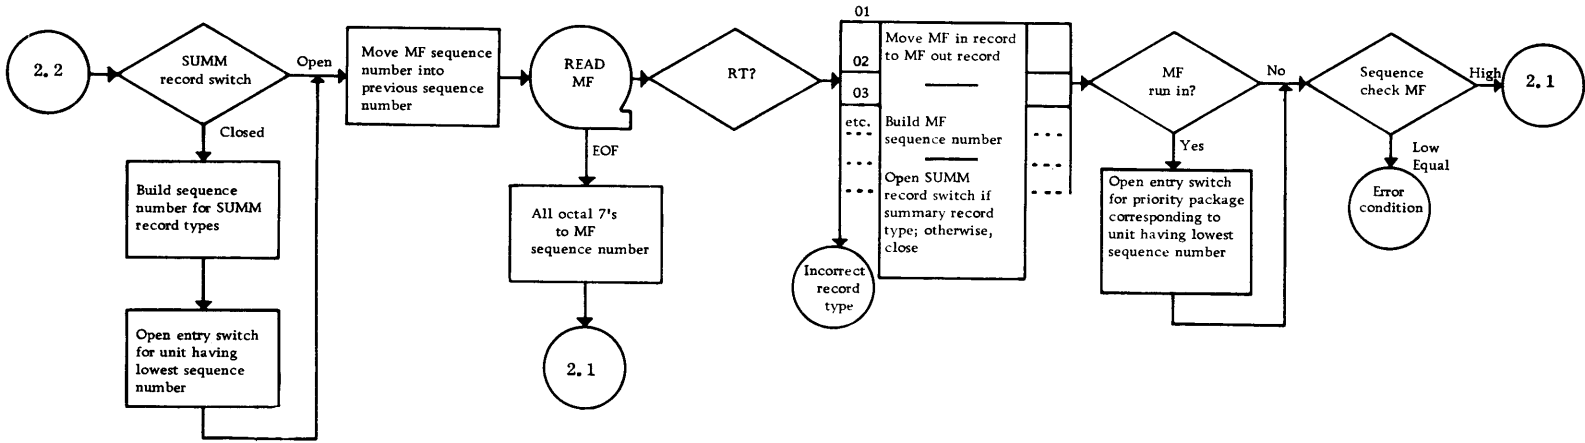 2.2
SUMM
record switch
Open
Closed
Build sequence
number for SUMM
record types
Open entry switch
for unit having
lowest sequence
number
Move MF sequence
number into
previous sequence
number
READ
MF
EOF
All octal 7's
to MF
sequence number
2.1
RT?
01
02
03
etc.
Incorrect
record
type
Move MF in record
to MF out record
Build MF
sequence number
Open SUMM
record switch if
summary record
type; otherwise,
close
MF
run in?
No
Yes
Open entry switch
for priority package
corresponding to
unit having lowest
sequence number
Sequence
check MF
High
Low
Equal
Error
condition
2.1